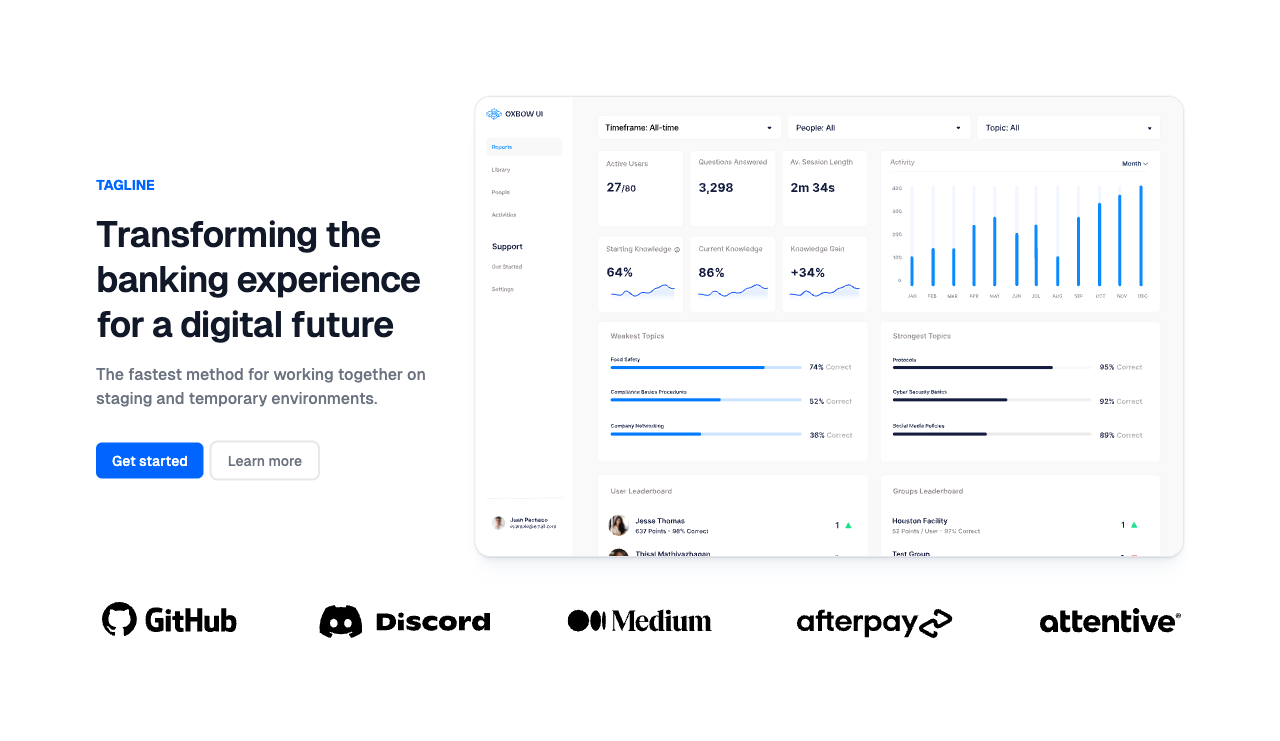 TAGLINE
Transforming the
banking experience
for a digital future
The fastest method for working together on
staging and temporary environments.
Get started
Learn more
OXBOW UI
Reports
Library
People
Activities
Support
Get Started
Settings
Juan Pacheco
Timeframe: All-time
People: All
Topic: All
Active Users
27/80
Questions Answered
3,298
Av. Session Length
2m 34s
Starting Knowledge
64%
Current Knowledge
86%
Knowledge Gain
+34%
Activity
Month
400
300
200
100
0
JAN FEB MAR APR MAY JUN JUL AUG SEP OCT NOV DEC
Weakest Topics
Food Safety
74% Correct
Compliance Basics Procedures
52% Correct
Company Networking
36% Correct
Strongest Topics
Protocols
95% Correct
Cyber Security Basics
92% Correct
Social Media Policies
89% Correct
User Leaderboard
Jesse Thomas
637 Points - 98% Correct
1
Thisal Mathiyazhagan
Groups Leaderboard
Houston Facility
52 Points / User - 97% Correct
1
Test Group
GitHub
Discord
Medium
afterpay
attentive®